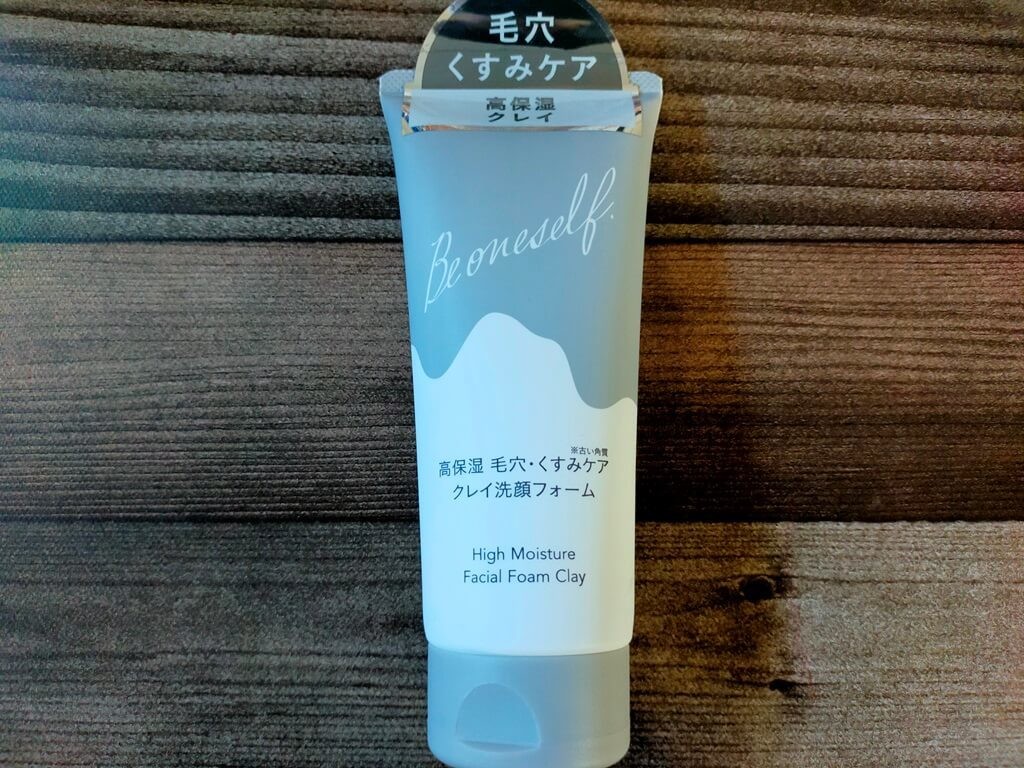 毛穴
くすみケア
高保湿
クレイ
Be oneself.
※古い角質
高保湿 毛穴・くすみケア
クレイ洗顔フォーム
High Moisture
Facial Foam Clay